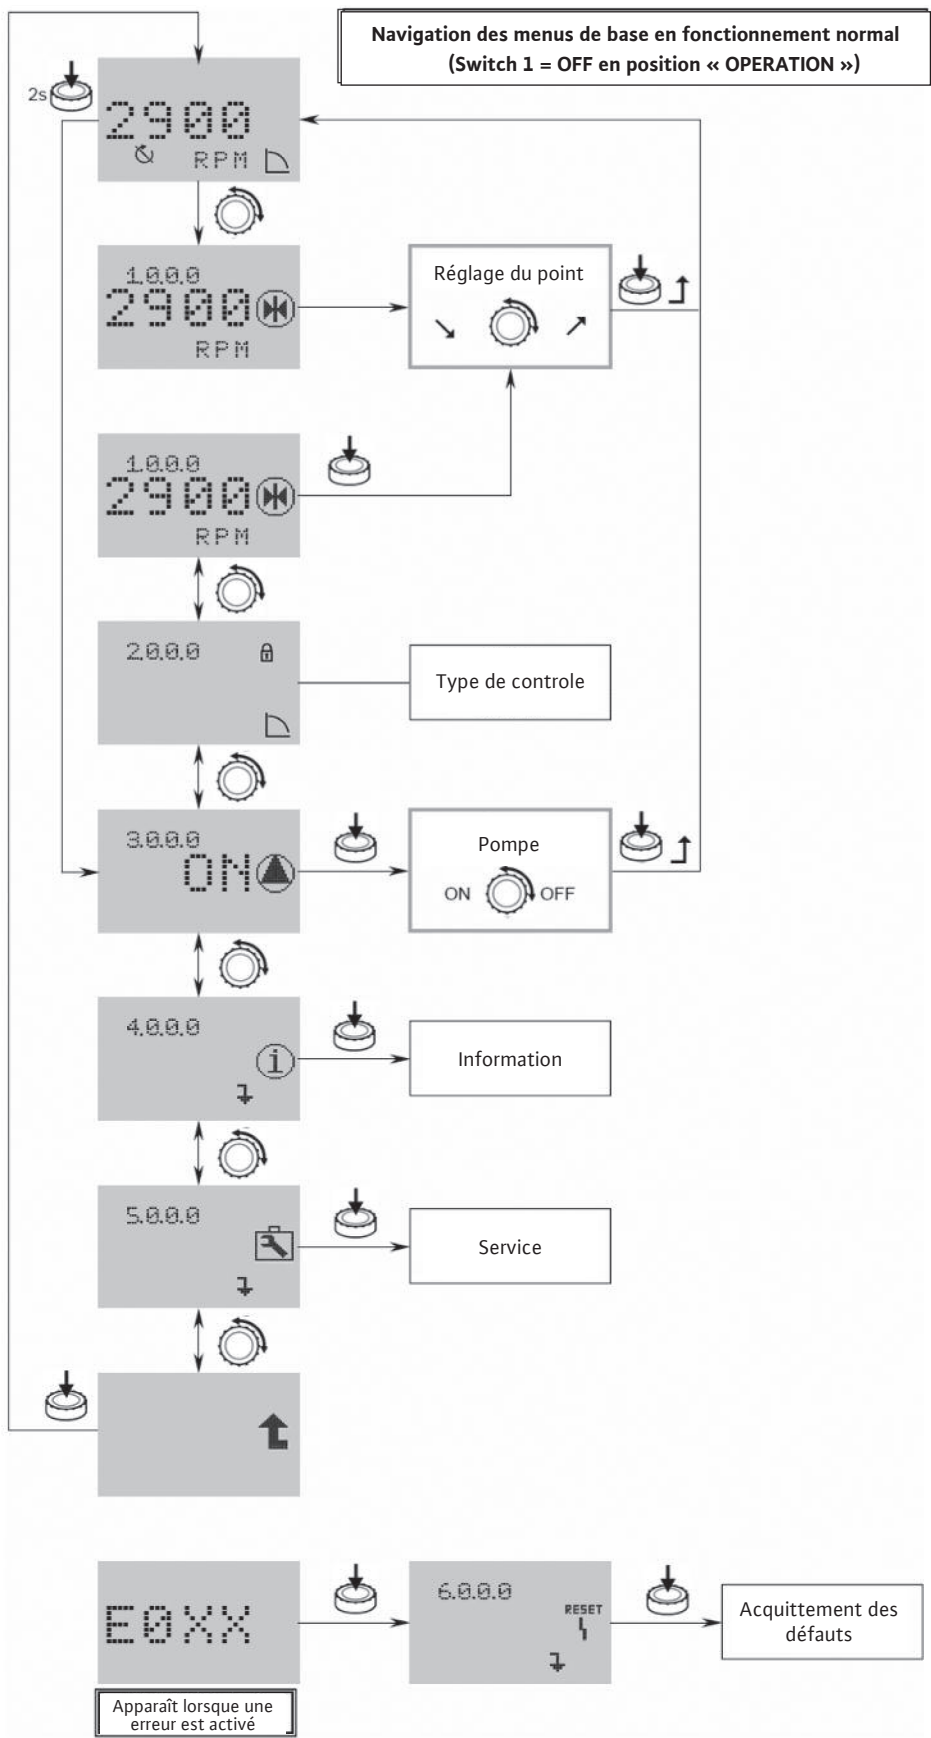 Navigation des menus de base en fonctionnement normal
(Switch 1 = OFF en position « OPERATION »)
2s
2900
RPM
1.0.0.0
2900
RPM
Réglage du point
1.0.0.0
2900
RPM
2.0.0.0
Type de controle
3.0.0.0
ON
Pompe
ON OFF
4.0.0.0
i
Information
5.0.0.0
Service
E0XX
6.0.0.0
RESET
Acquittement des
défauts
Apparaît lorsque une
erreur est activé